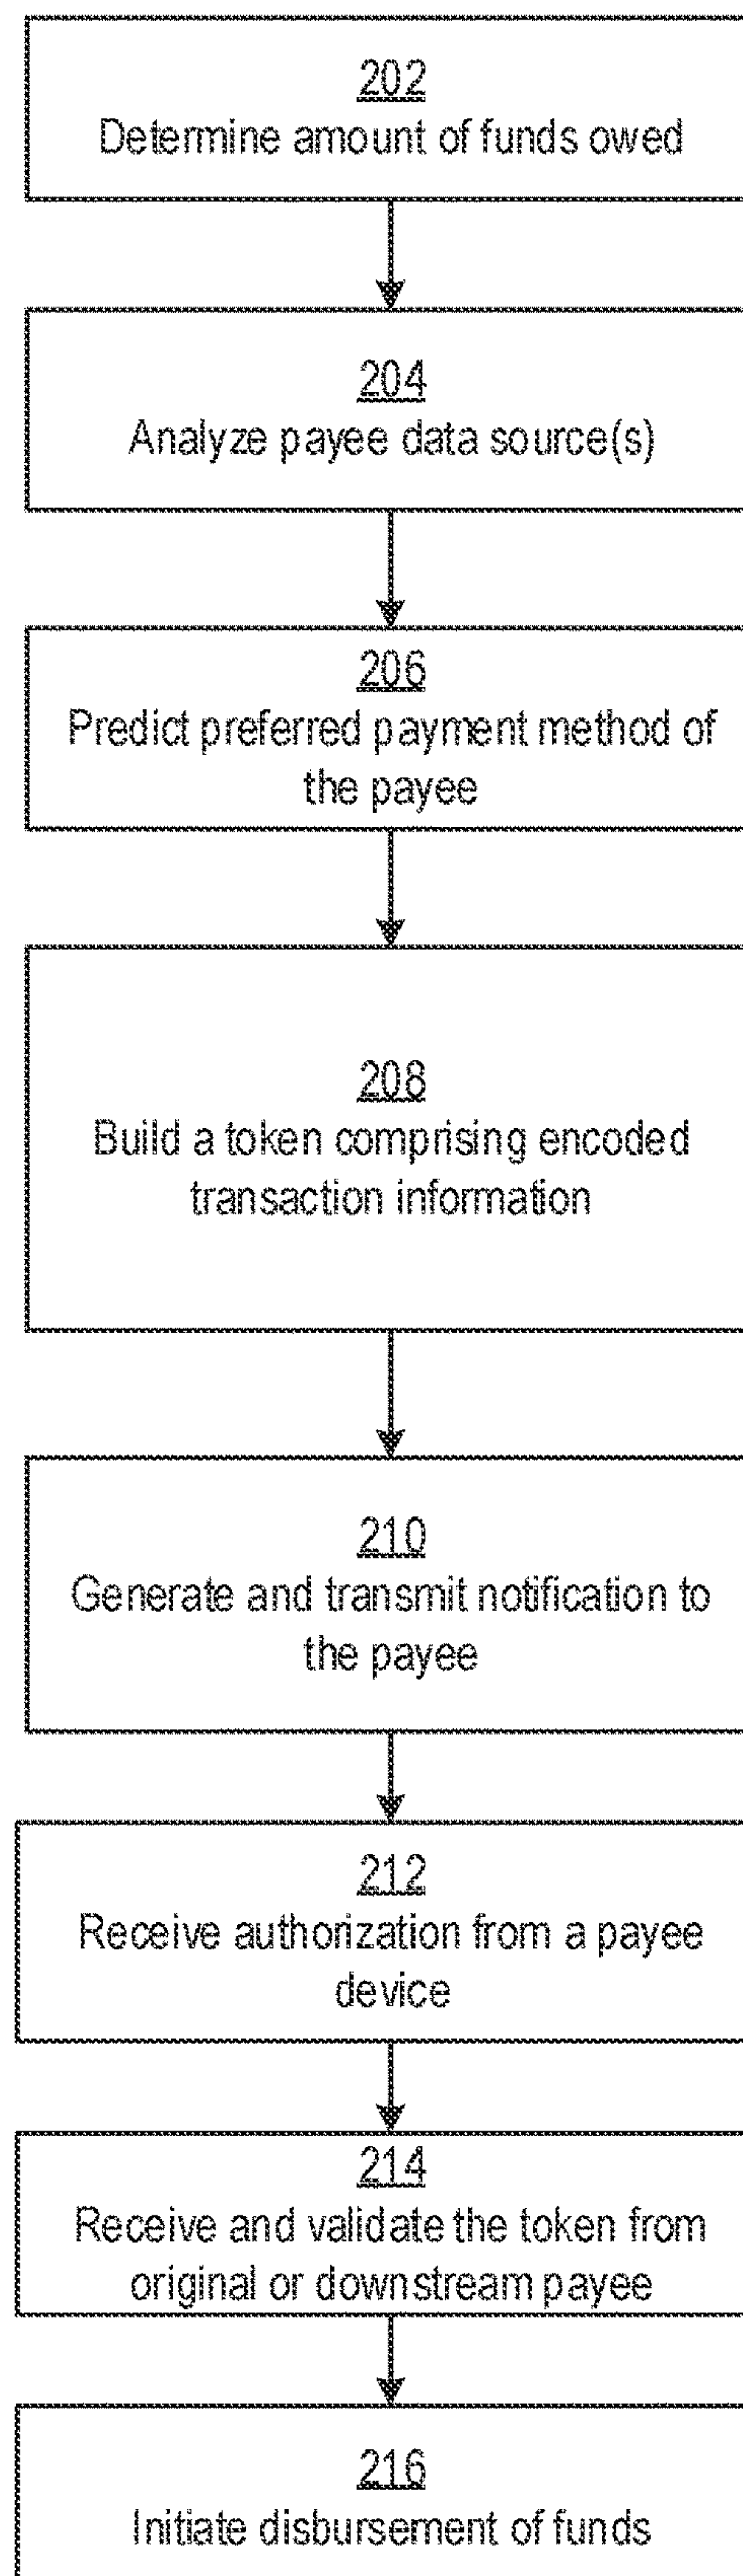 202
Determine amount of funds owed
204
Analyze payee data source(s)
206
Predict preferred payment method of
the payee
208
Build a token comprising encoded
transaction information
210
Generate and transmit notification to
the payee
212
Receive authorization from a payee
device
214
Receive and validate the token from
original or downstream payee
216
Initiate disbursement of funds